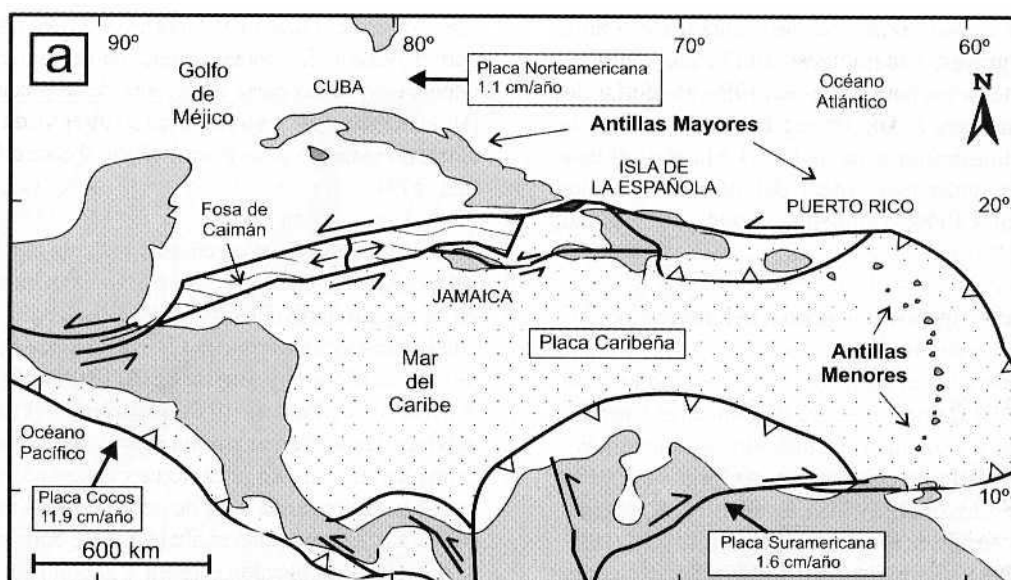 a
90º
80º
70º
60º
Golfo
de
Méjico
CUBA
Placa Norteamericana
1.1 cm/año
Océano
Atlántico
N
Antillas Mayores
ISLA DE
LA ESPAÑOLA
PUERTO RICO
20º
Fosa de
Caimán
JAMAICA
Placa Caribeña
Mar
del
Caribe
Antillas
Menores
Océano
Pacífico
Placa Cocos
11.9 cm/año
600 km
10º
Placa Suramericana
1.6 cm/año